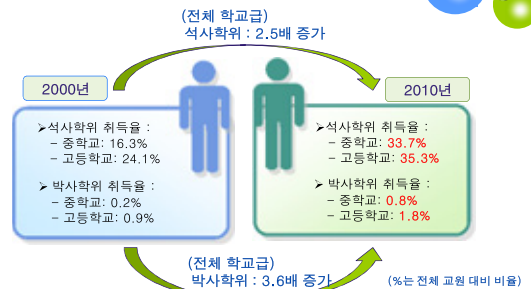 (전체 학교급)
석사학위 : 2.5배 증가
2000년
➢석사학위 취득율 :
– 중학교: 16.3%
– 고등학교: 24.1%
➢ 박사학위 취득율 :
– 중학교: 0.2%
– 고등학교: 0.9%
2010년
➢석사학위 취득율 :
– 중학교: 33.7%
– 고등학교: 35.3%
➢ 박사학위 취득율 :
– 중학교: 0.8%
– 고등학교: 1.8%
(전체 학교급)
박사학위: 3.6배 증가
(%는 전체 교원 대비 비율)